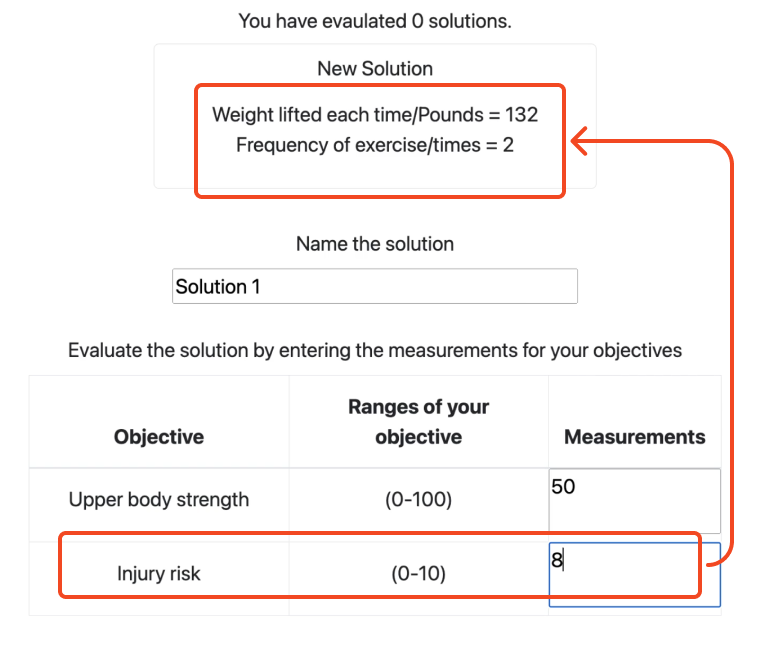 You have evaulated 0 solutions.
New Solution
Weight lifted each time/Pounds = 132
Frequency of exercise/times = 2
Name the solution
Solution 1
Evaluate the solution by entering the measurements for your objectives
Objective
Ranges of your
objective
Measurements
Upper body strength
(0-100)
50
Injury risk
(0-10)
8